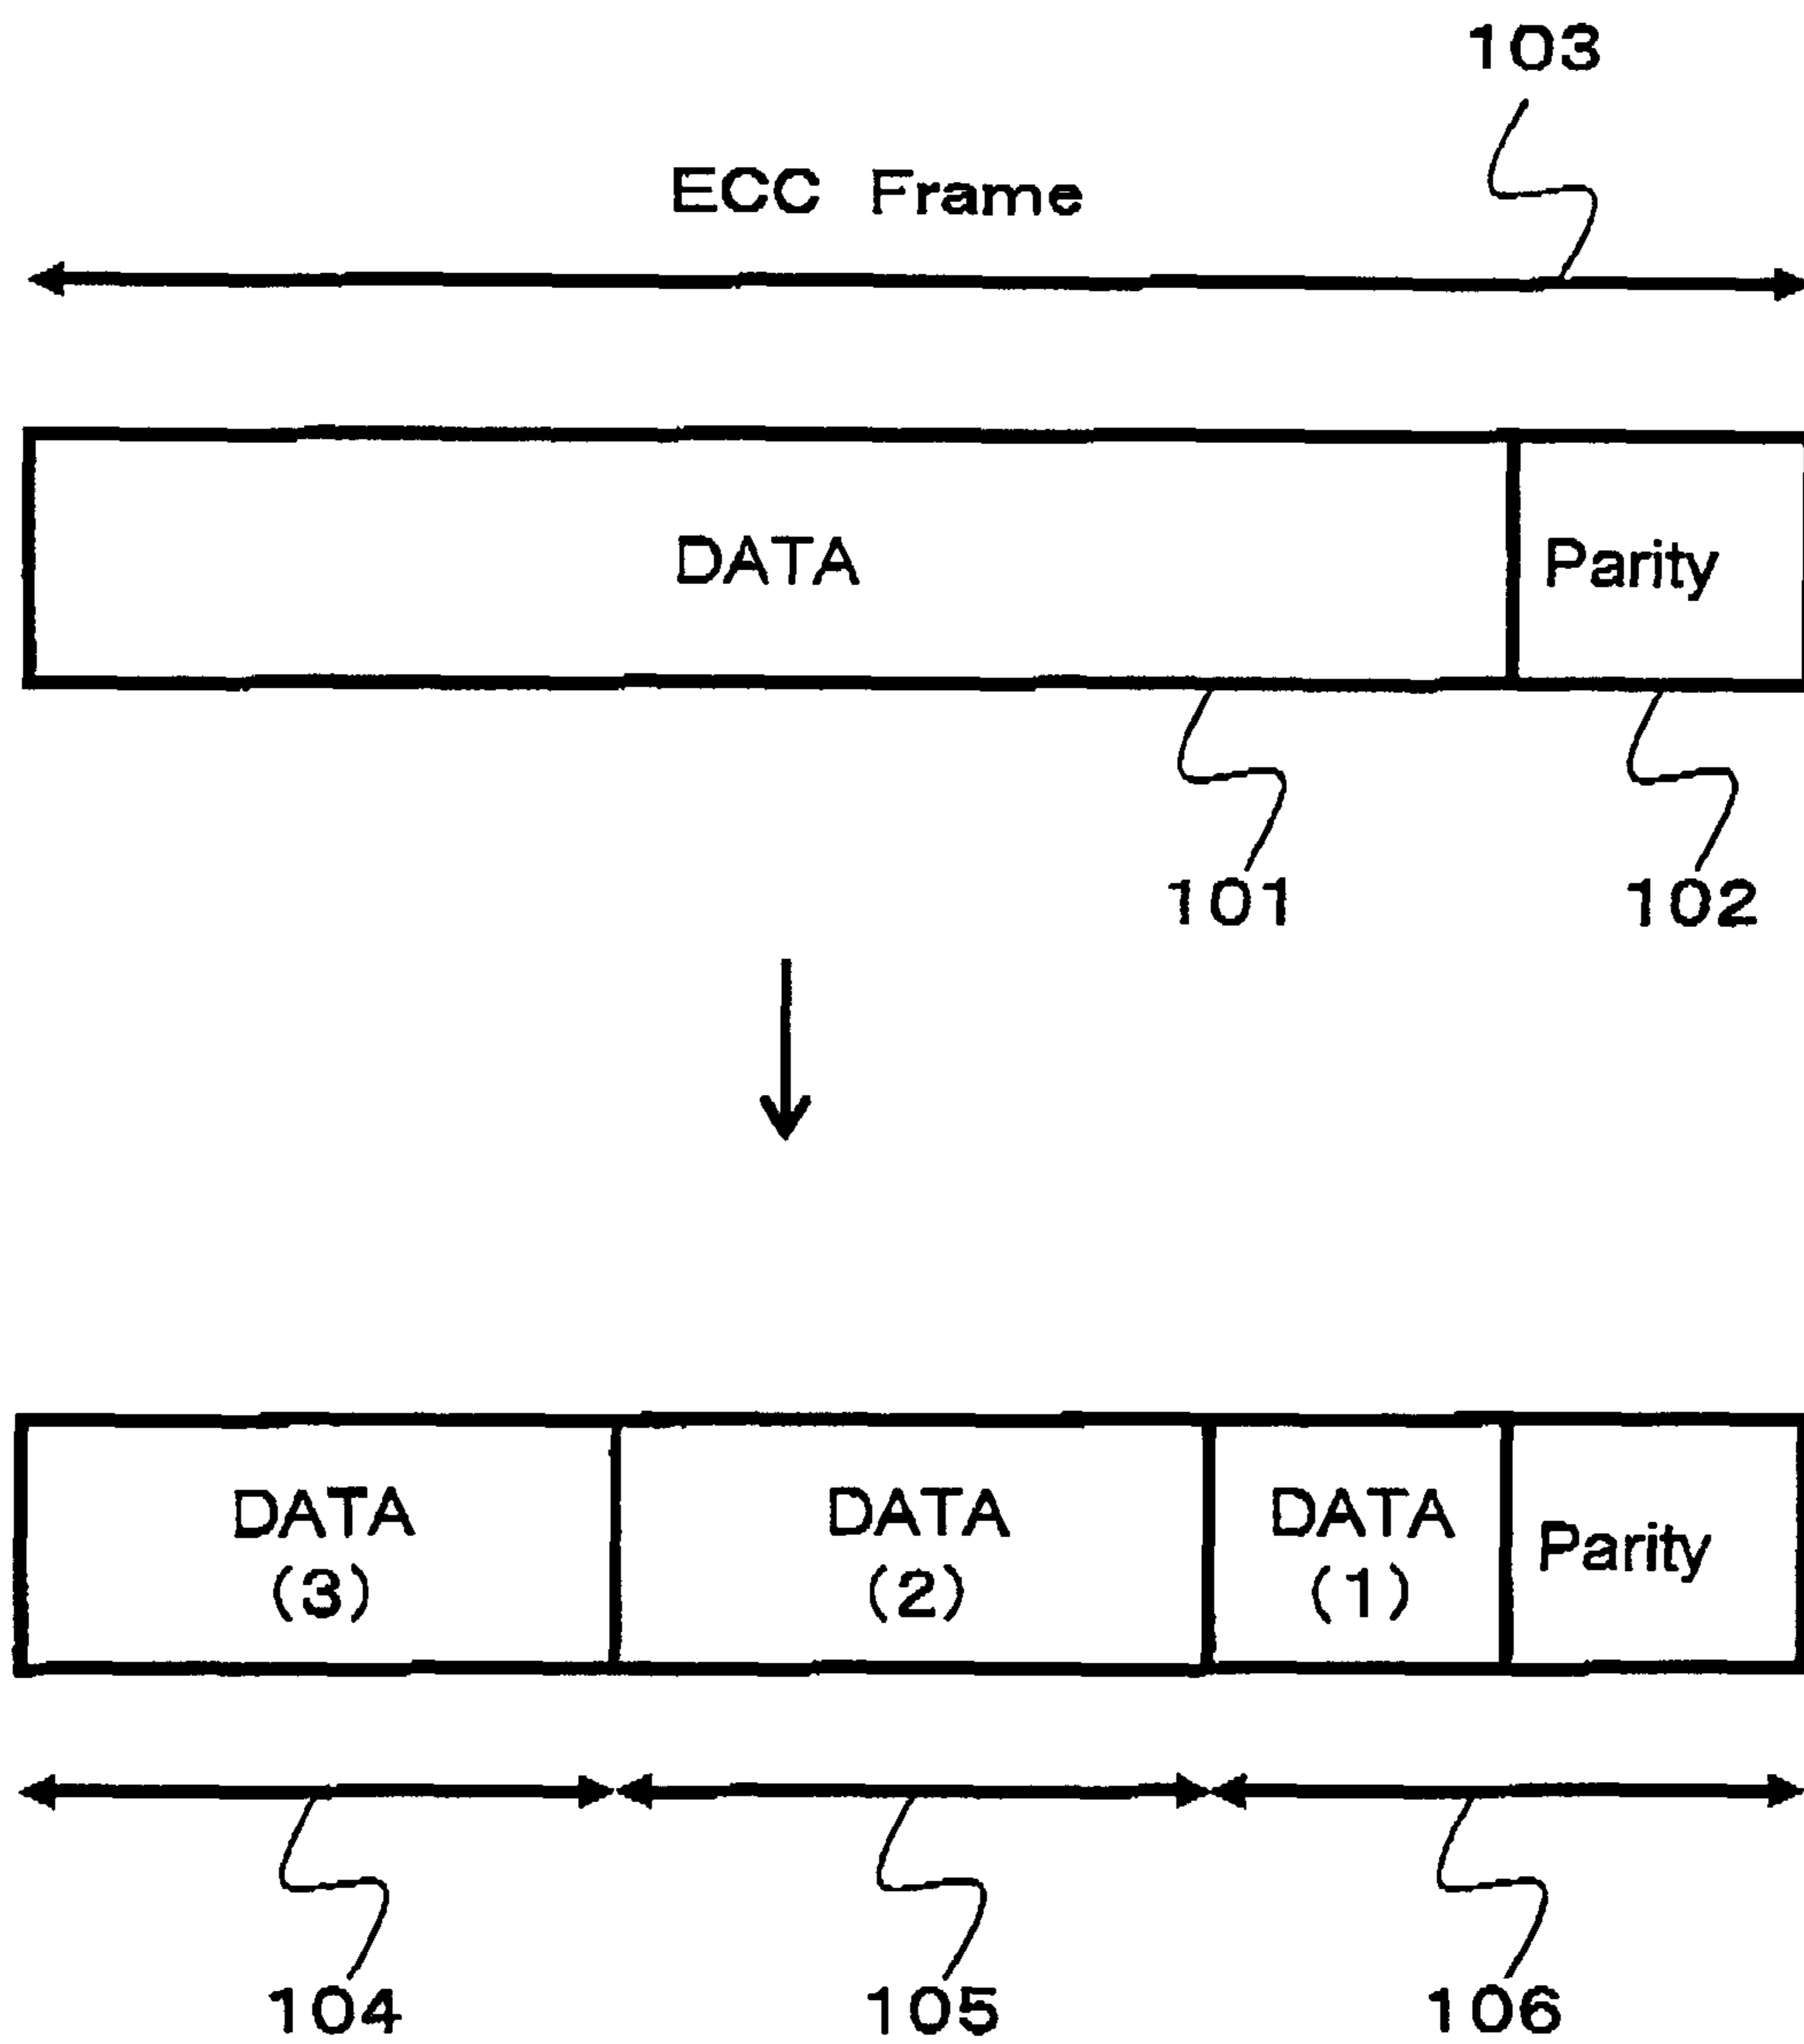 103
ECC Frame
DATA
Parity
101
102
DATA
(3)
DATA
(2)
DATA
(1)
Parity
104
105
106